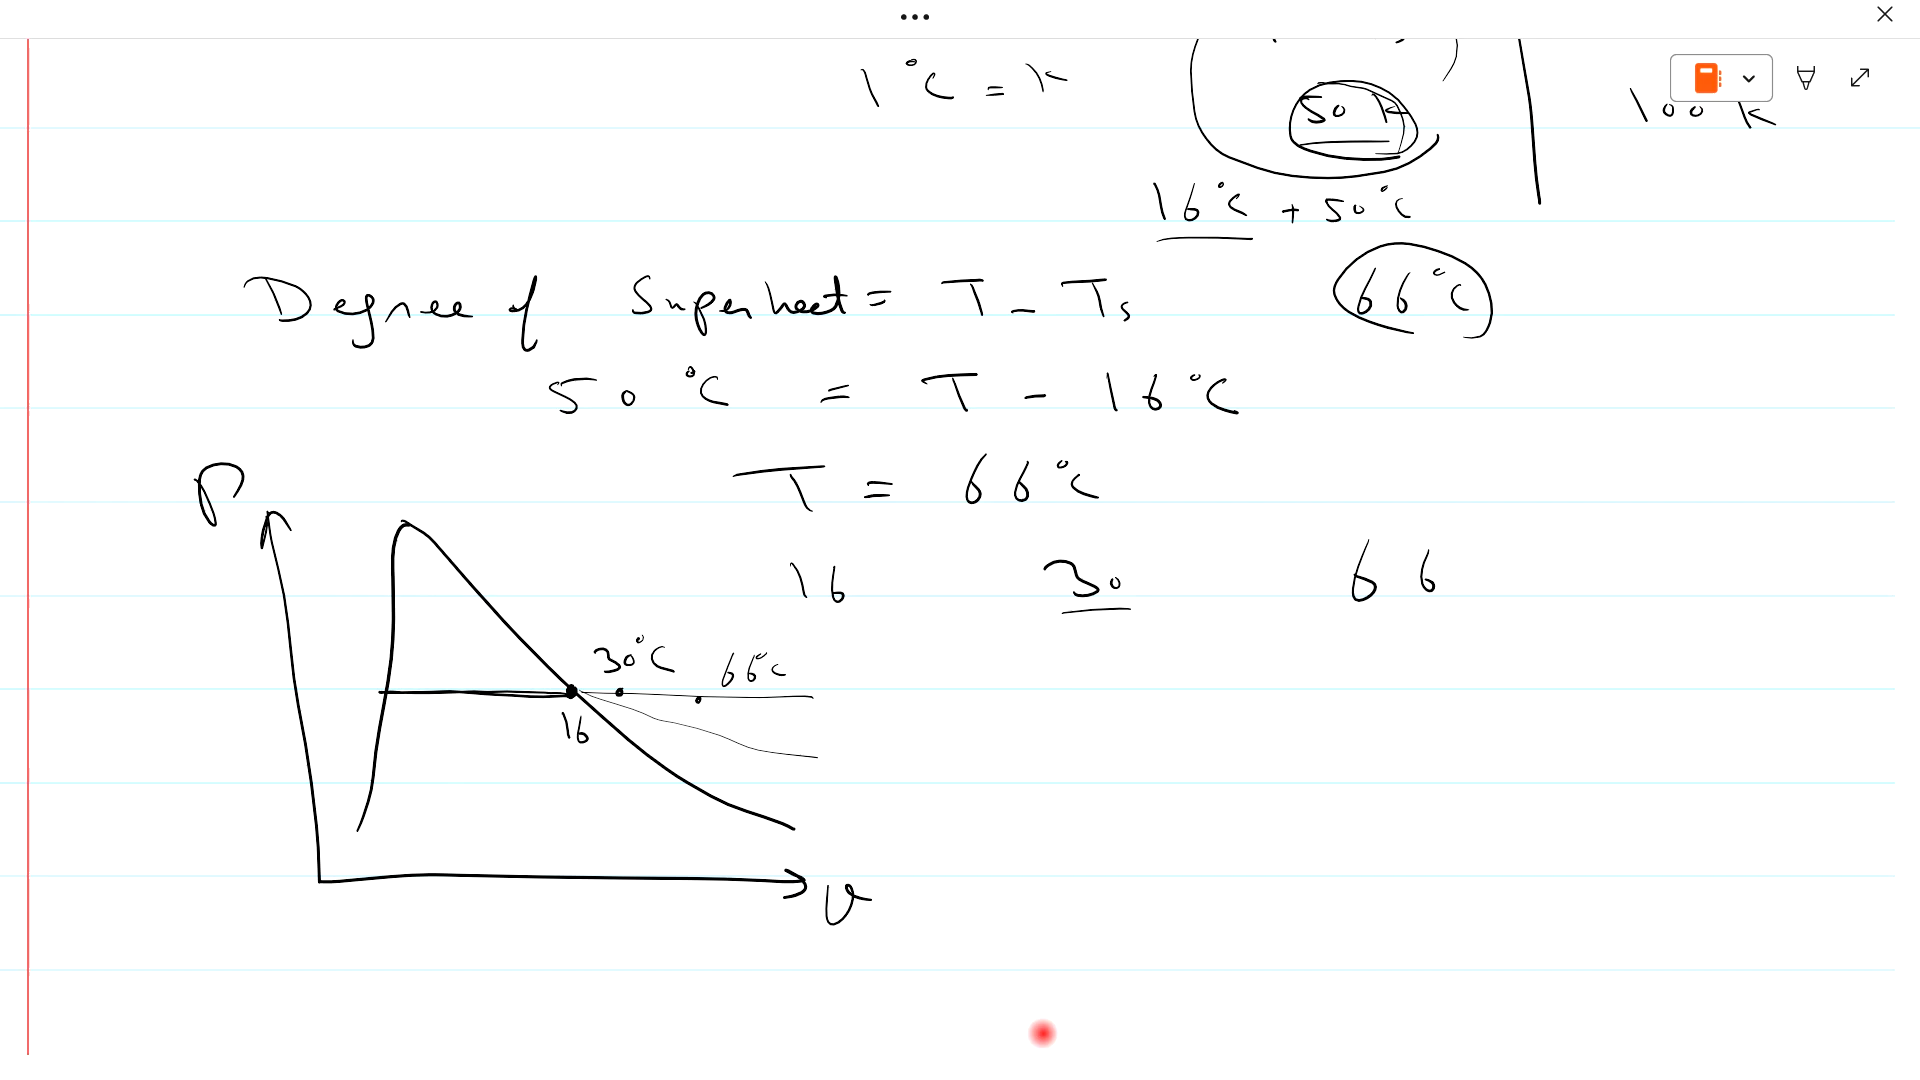 1°C = K
50 K
100 K
16°C + 50°C
Degree of Superheat = T - Ts
66°C
50 °C = T - 16°C
P
T = 66°C
16 30 66
30°C 66°C
16
v